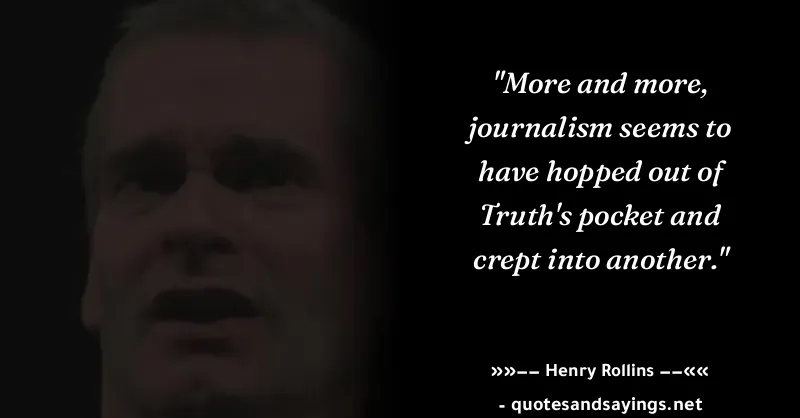 "More and more,
journalism seems to
have hopped out of
Truth's pocket and
crept into another."
»»—— Henry Rollins ——««
- quotesandsayings.net